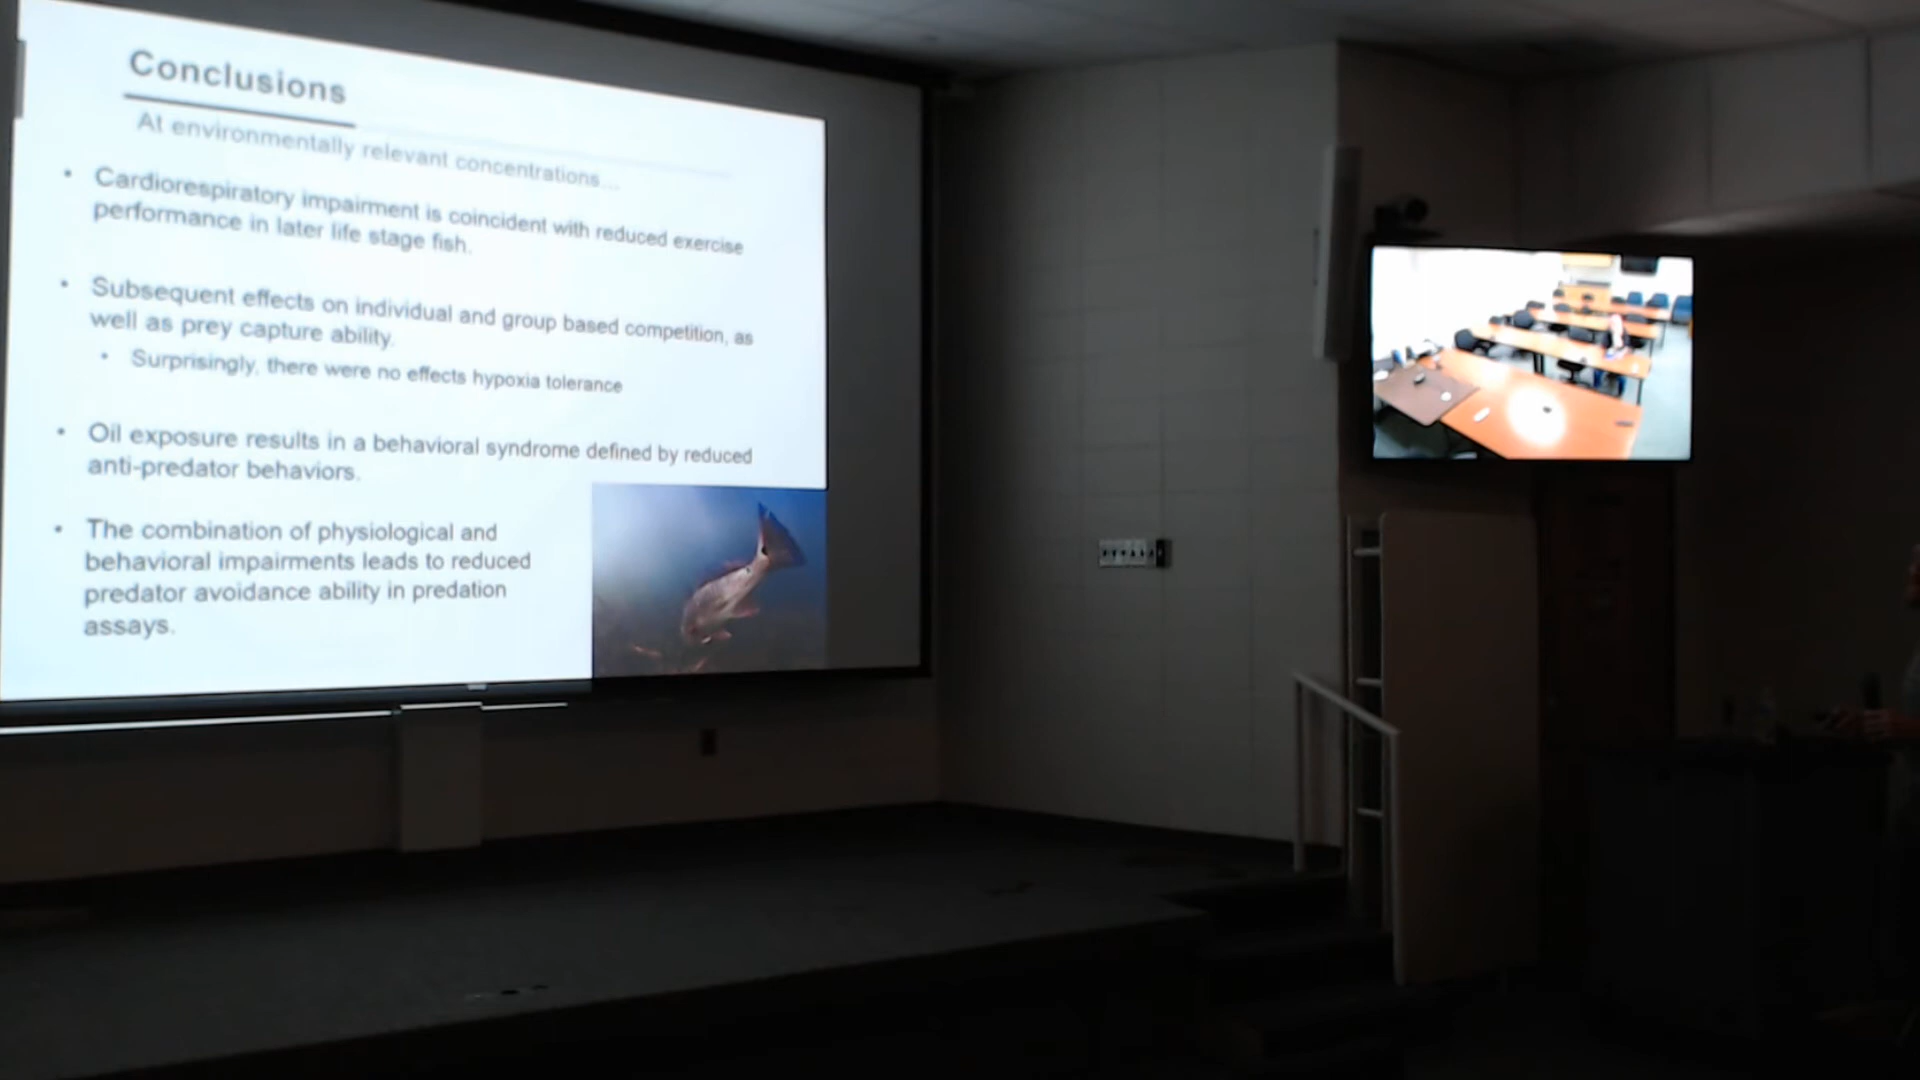 Conclusions
At environmentally relevant concentrations...
• Cardiorespiratory impairment is coincident with reduced exercise
performance in later life stage fish.
• Subsequent effects on individual and group based competition, as
well as prey capture ability.
• Surprisingly, there were no effects hypoxia tolerance
• Oil exposure results in a behavioral syndrome defined by reduced
anti-predator behaviors.
• The combination of physiological and
behavioral impairments leads to reduced
predator avoidance ability in predation
assays.